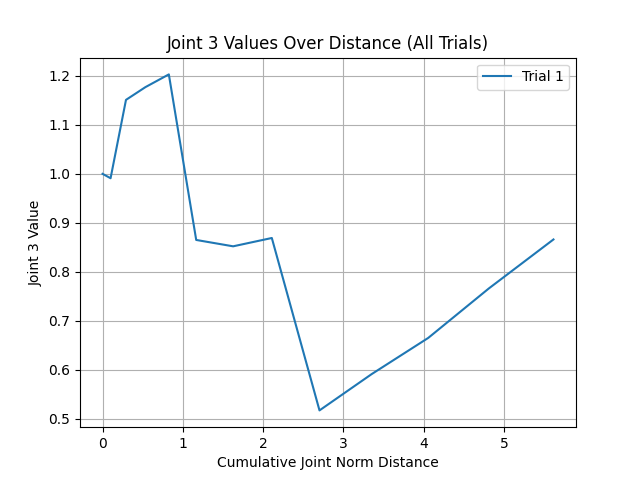 Joint 3 Values Over Distance (All Trials)
Trial 1
1.2
1.1
1.0
0.9
0.8
0.7
0.6
0.5
Joint 3 Value
0 1 2 3 4 5
Cumulative Joint Norm Distance